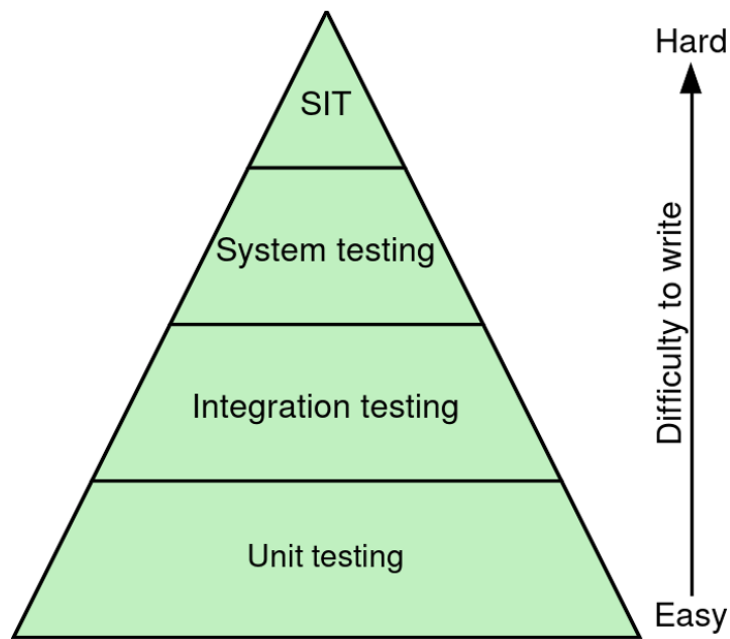 Hard
SIT
System testing
Difficulty to write
Integration testing
Unit testing
Easy